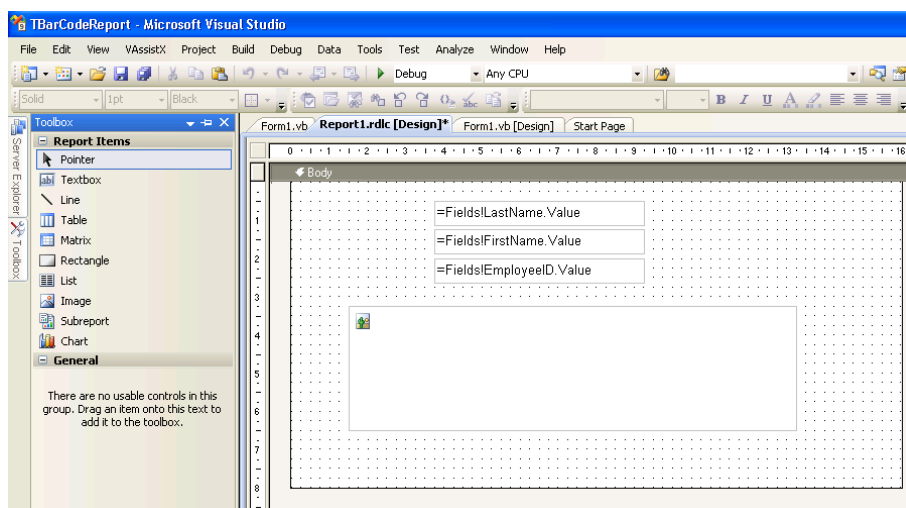 TBarCodeReport - Microsoft Visual Studio
File Edit View VAssistX Project Build Debug Data Tools Test Analyze Window Help
Debug Any CPU
Solid 1pt Black B I U A
Toolbox
Form1.vb Report1.rdlc [Design]* Form1.vb [Design] Start Page
Server Explorer
Toolbox
Report Items
Pointer
Textbox
Line
Table
Matrix
Rectangle
List
Image
Subreport
Chart
General
There are no usable controls in this
group. Drag an item onto this text to
add it to the toolbox.
0 1 2 3 4 5 6 7 8 9 10 11 12 13 14 15 16
Body
1
2
3
4
5
6
7
8
=Fields!LastName.Value
=Fields!FirstName.Value
=Fields!EmployeeID.Value